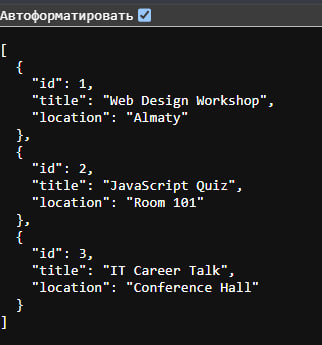 Автоформатировать
[
  {
    "id": 1,
    "title": "Web Design Workshop",
    "location": "Almaty"
  },
  {
    "id": 2,
    "title": "JavaScript Quiz",
    "location": "Room 101"
  },
  {
    "id": 3,
    "title": "IT Career Talk",
    "location": "Conference Hall"
  }
]